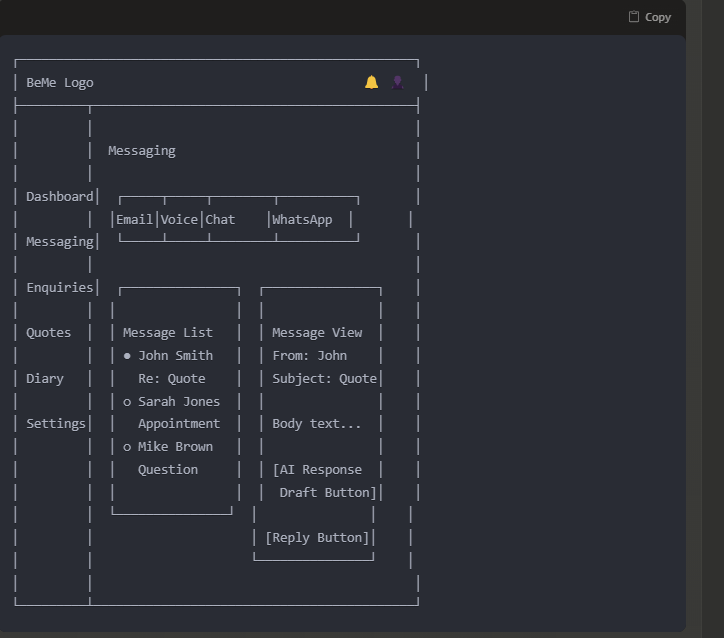 Copy
BeMe Logo
Messaging
Dashboard
Email Voice Chat WhatsApp
Messaging
Enquiries
Quotes Message List Message View
● John Smith From: John
Diary Re: Quote Subject: Quote
○ Sarah Jones
Settings Appointment Body text...
○ Mike Brown
Question [AI Response
Draft Button]
[Reply Button]